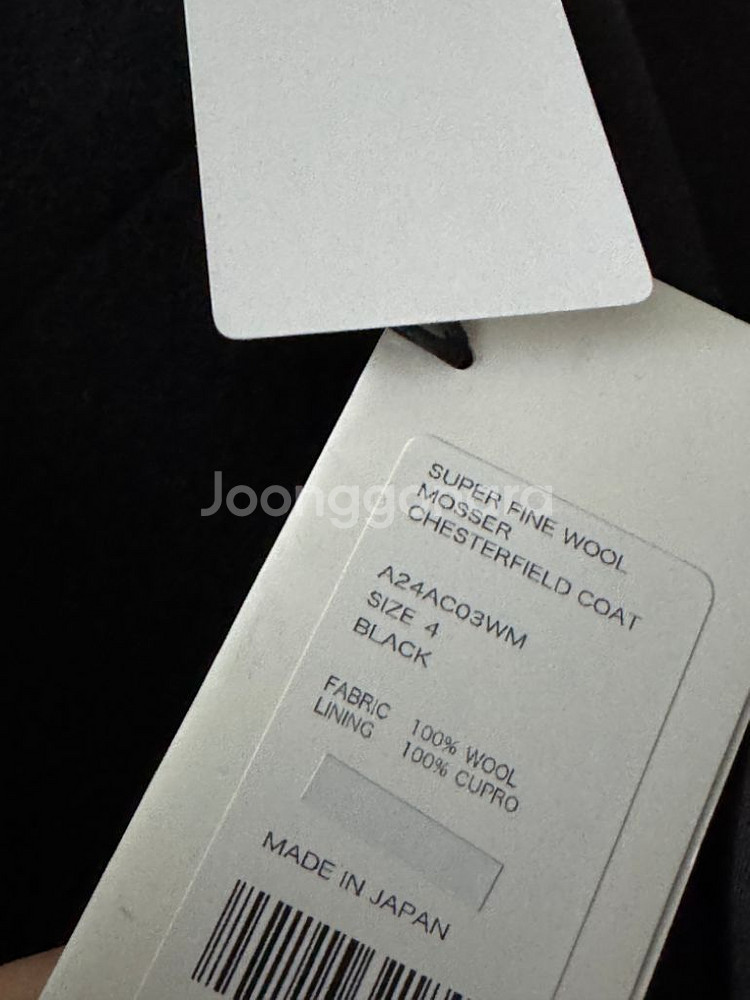 SUPER FINE WOOL
MOSSER
CHESTERFIELD COAT
A24AC03WM
SIZE 4
BLACK
FABRIC 100% WOOL
LINING 100% CUPRO
MADE IN JAPAN
Joonggonara